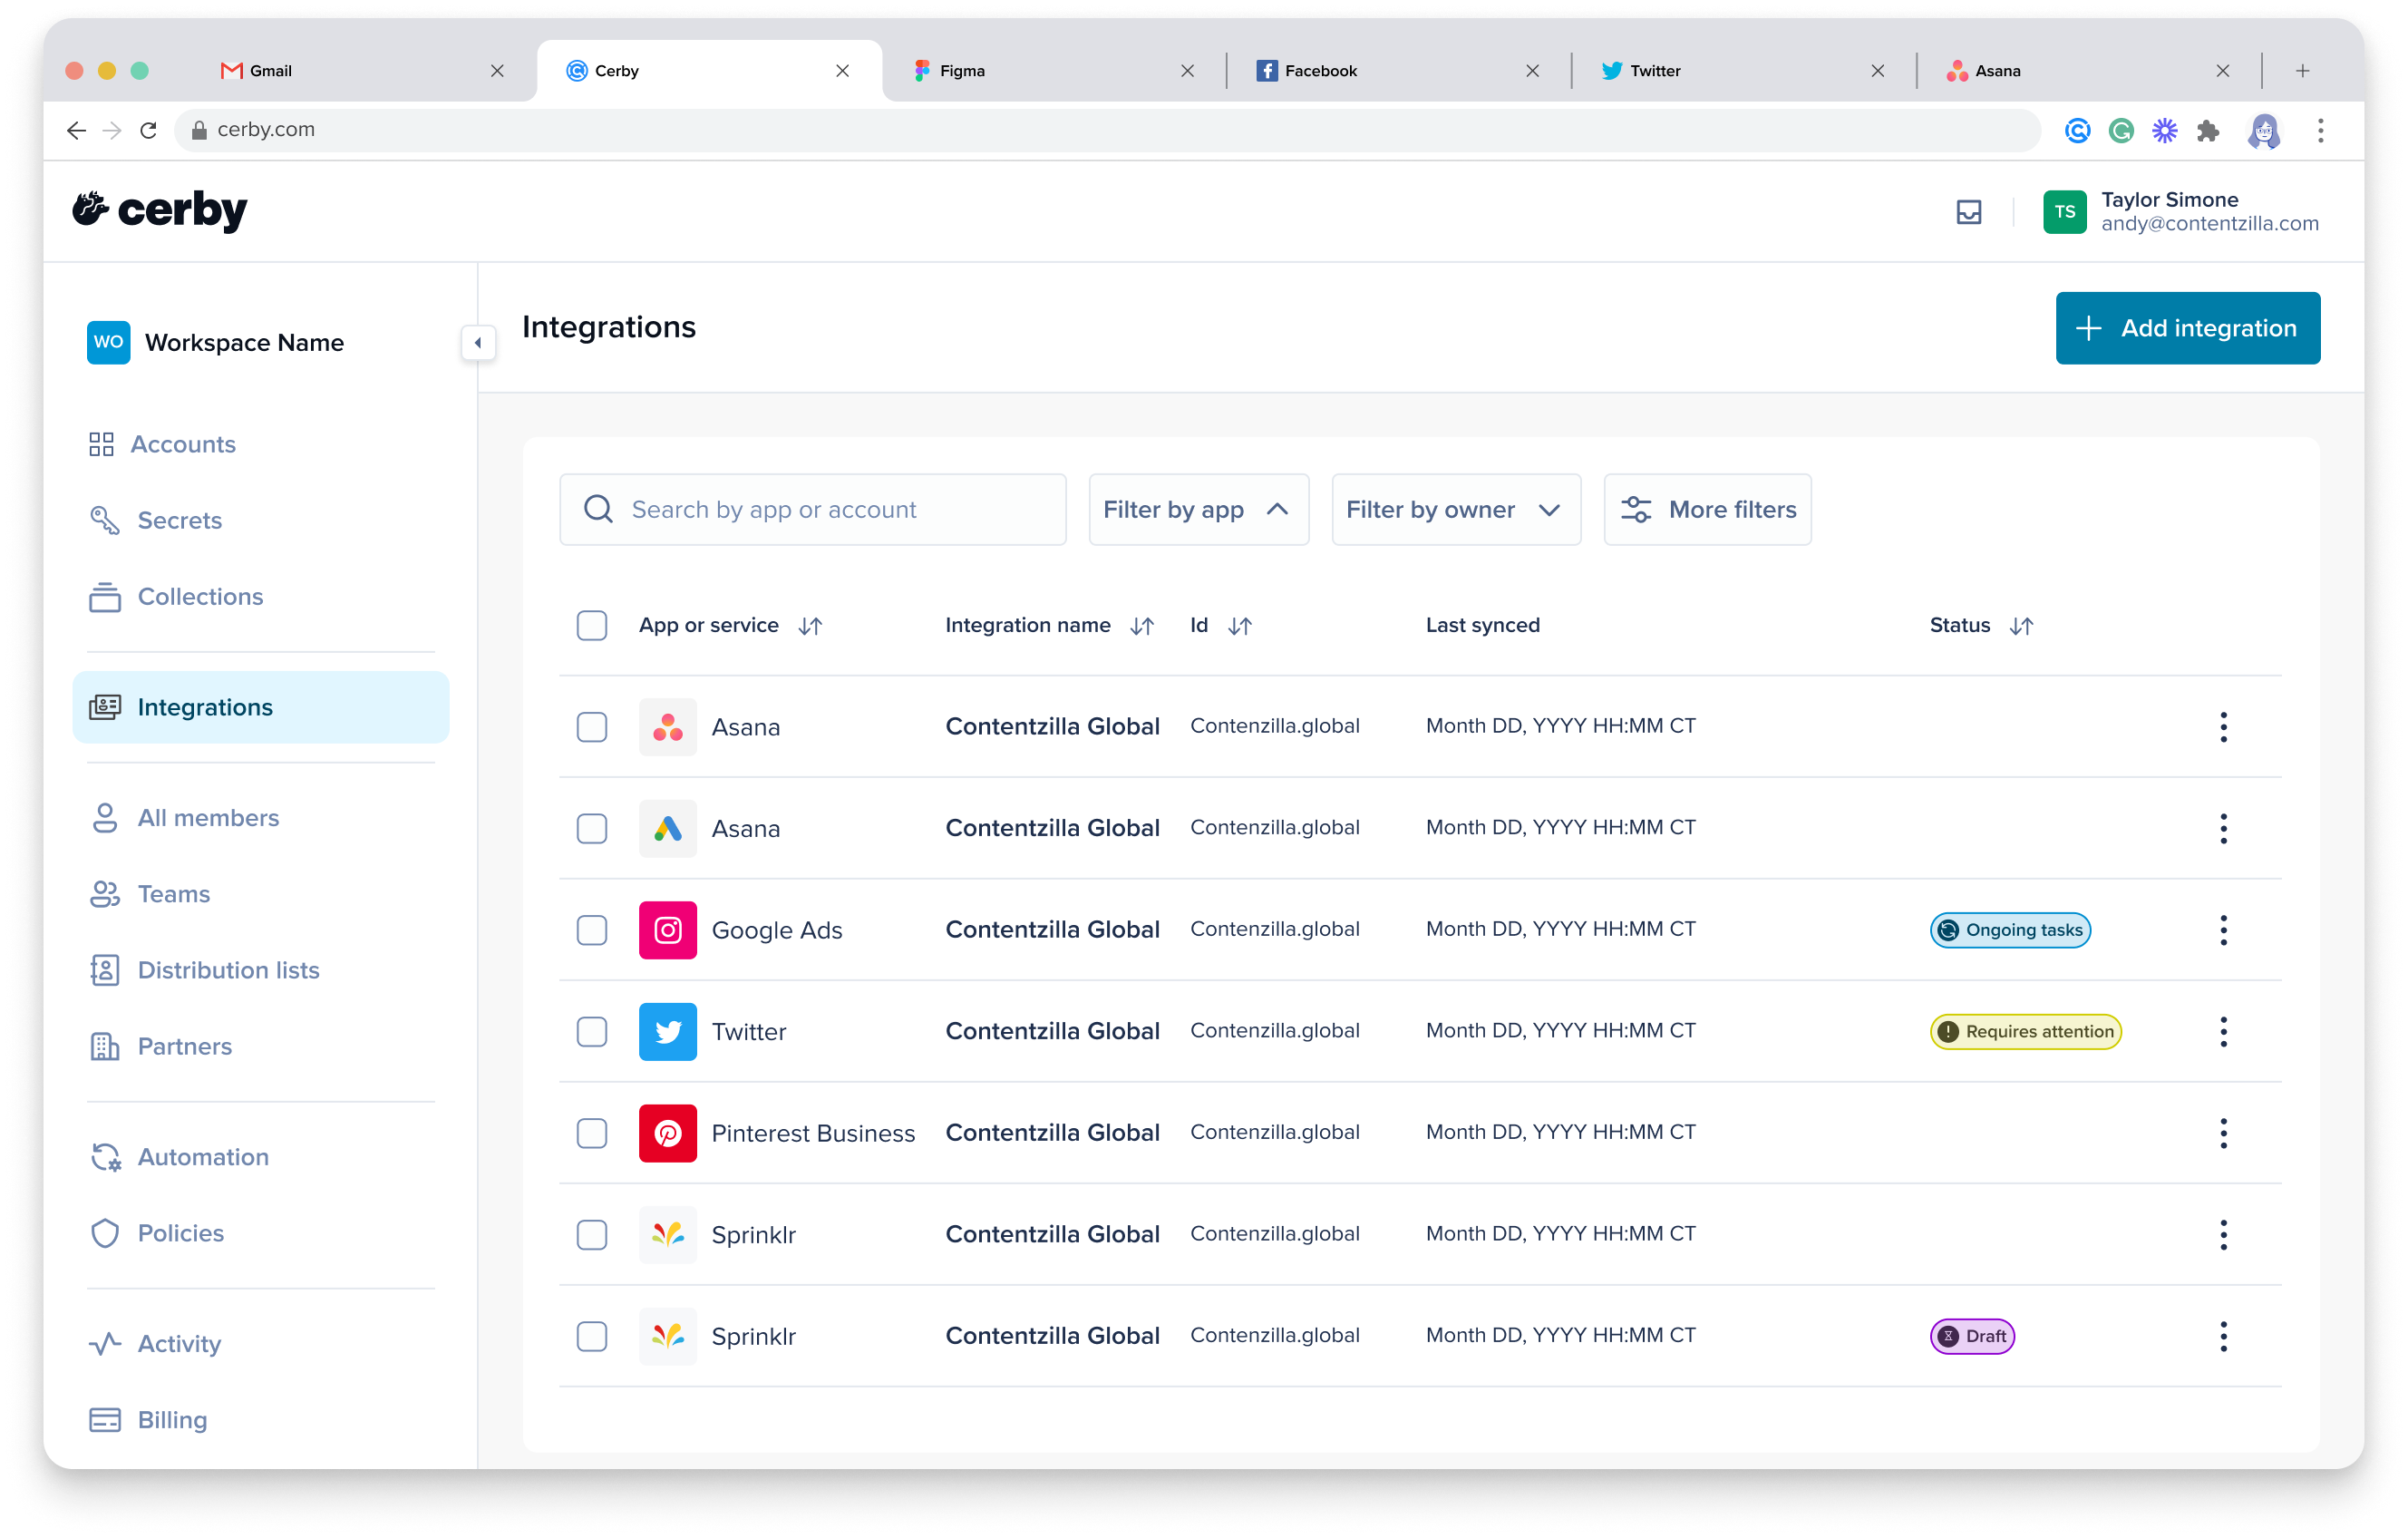 Gmail
Cerby
Figma
Facebook
Twitter
Asana
cerby.com
cerby
TS
Taylor Simone
andy@contentzilla.com
WO
Workspace Name
Integrations
Add integration
Accounts
Secrets
Collections
Integrations
All members
Teams
Distribution lists
Partners
Automation
Policies
Activity
Billing
Search by app or account
Filter by app
Filter by owner
More filters
App or service Integration name Id Last synced Status
Asana Contentzilla Global Contenzilla.global Month DD, YYYY HH:MM CT
Asana Contentzilla Global Contenzilla.global Month DD, YYYY HH:MM CT
Google Ads Contentzilla Global Contenzilla.global Month DD, YYYY HH:MM CT Ongoing tasks
Twitter Contentzilla Global Contenzilla.global Month DD, YYYY HH:MM CT Requires attention
Pinterest Business Contentzilla Global Contenzilla.global Month DD, YYYY HH:MM CT
Sprinklr Contentzilla Global Contenzilla.global Month DD, YYYY HH:MM CT
Sprinklr Contentzilla Global Contenzilla.global Month DD, YYYY HH:MM CT Draft